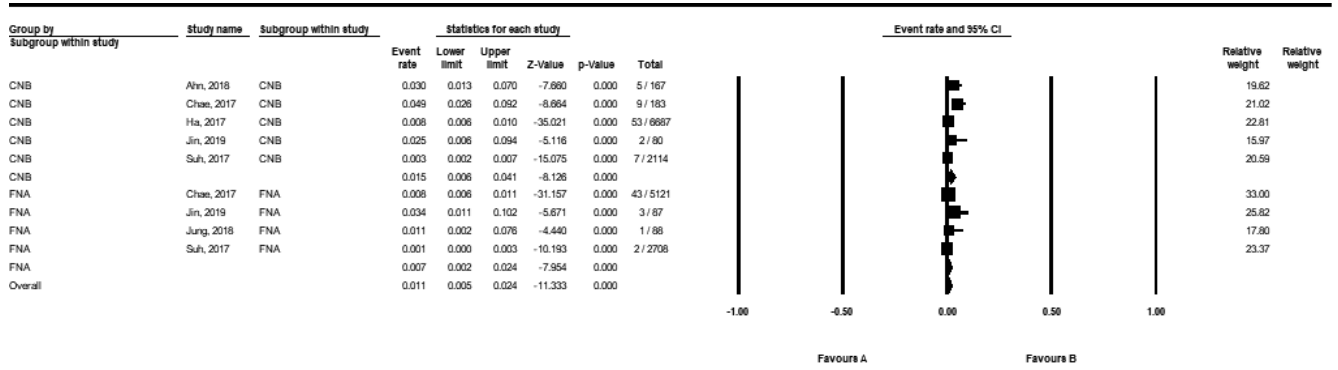 Group by Study name Subgroup within study Statistics for each study Event rate and 95% CI
Subgroup within study
Event rate Lower limit Upper limit Z-Value p-Value Total Relative weight Relative weight
CNB Ahn, 2018 CNB 0.030 0.013 0.070 -7.660 0.000 5 / 167 19.62
CNB Chae, 2017 CNB 0.049 0.026 0.092 -8.664 0.000 9 / 183 21.02
CNB Ha, 2017 CNB 0.008 0.006 0.010 -35.021 0.000 53 / 6687 22.81
CNB Jin, 2019 CNB 0.025 0.006 0.094 -5.116 0.000 2 / 80 15.97
CNB Suh, 2017 CNB 0.003 0.002 0.007 -15.075 0.000 7 / 2114 20.59
CNB 0.015 0.006 0.041 -8.126 0.000
FNA Chae, 2017 FNA 0.008 0.006 0.011 -31.157 0.000 43 / 5121 33.00
FNA Jin, 2019 FNA 0.034 0.011 0.102 -5.671 0.000 3 / 87 25.82
FNA Jung, 2018 FNA 0.011 0.002 0.076 -4.440 0.000 1 / 88 17.80
FNA Suh, 2017 FNA 0.001 0.000 0.003 -10.193 0.000 2 / 2708 23.37
FNA 0.007 0.002 0.024 -7.954 0.000
Overall 0.011 0.005 0.024 -11.333 0.000
-1.00 -0.50 0.00 0.50 1.00
Favours A Favours B